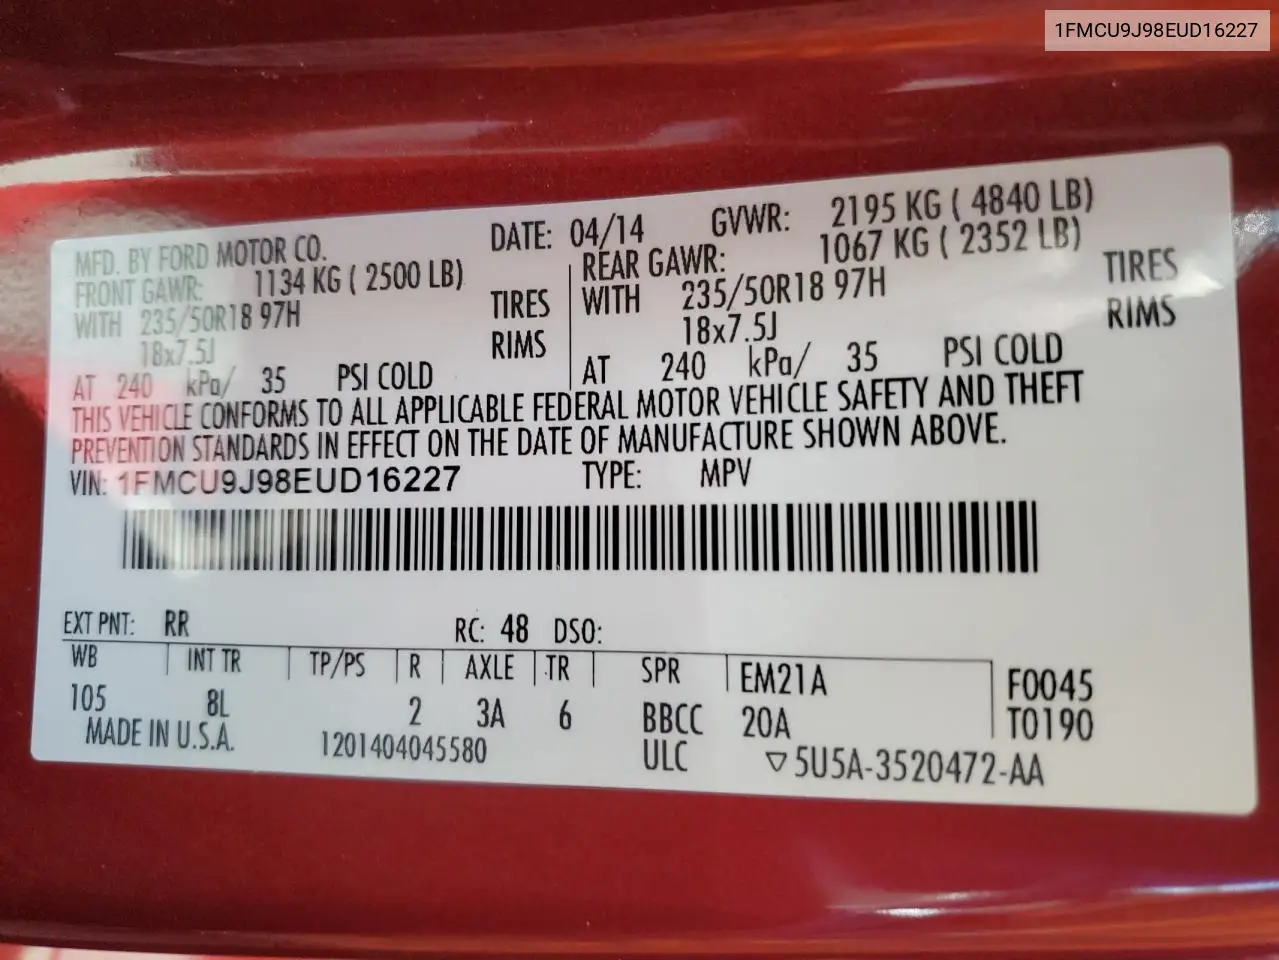 1FMCU9J98EUD16227
MFD. BY FORD MOTOR CO. DATE: 04/14 GVWR: 2195 KG ( 4840 LB)
FRONT GAWR: 1134 KG ( 2500 LB) REAR GAWR: 1067 KG ( 2352 LB)
WITH 235/50R18 97H TIRES WITH 235/50R18 97H TIRES
18x7.5J RIMS 18x7.5J RIMS
AT 240 kPa/ 35 PSI COLD AT 240 kPa/ 35 PSI COLD
THIS VEHICLE CONFORMS TO ALL APPLICABLE FEDERAL MOTOR VEHICLE SAFETY AND THEFT
PREVENTION STANDARDS IN EFFECT ON THE DATE OF MANUFACTURE SHOWN ABOVE.
VIN: 1FMCU9J98EUD16227 TYPE: MPV
EXT PNT: RR RC: 48 DSO:
WB INT TR TP/PS R AXLE TR SPR EM21A F0045
105 8L 2 3A 6 BBCC 20A T0190
MADE IN U.S.A. 1201404045580 ULC ▽5U5A-3520472-AA